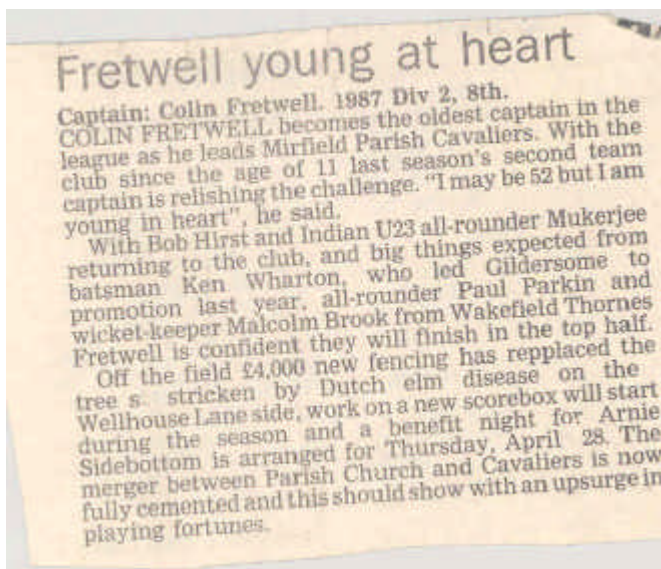 Fretwell young at heart
Captain: Colin Fretwell. 1987 Div 2, 8th.
COLIN FRETWELL becomes the oldest captain in the
league as he leads Mirfield Parish Cavaliers. With the
club since the age of 11 last season's second team
captain is relishing the challenge. "I may be 52 but I am
young in heart", he said.
With Bob Hirst and Indian U23 all-rounder Mukerjee
returning to the club, and big things expected from
batsman Ken Wharton, who led Gildersome to
promotion last year, all-rounder Paul Parkin and
wicket-keeper Malcolm Brook from Wakefield Thornes
Fretwell is confident they will finish in the top half.
Off the field £4,000 new fencing has repplaced the
tree s. stricken by Dutch elm disease on the
Wellhouse Lane side, work on a new scorebox will start
during the season and a benefit night for Arnie
Sidebottom is arranged for Thursday, April 28. The
merger between Parish Church and Cavaliers is now
fully cemented and this should show with an upsurge in
playing fortunes.